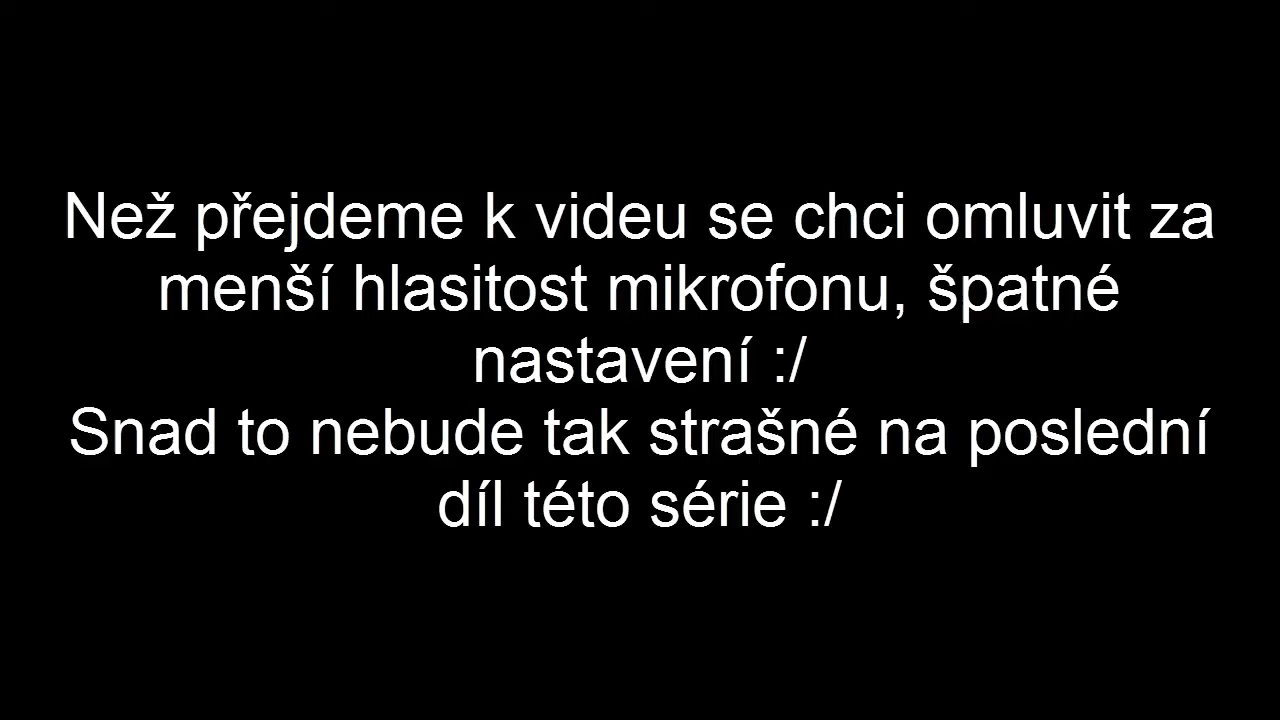 Než přejdeme k videu se chci omluvit za
menší hlasitost mikrofonu, špatné
nastavení :/
Snad to nebude tak strašné na poslední
díl této série :/